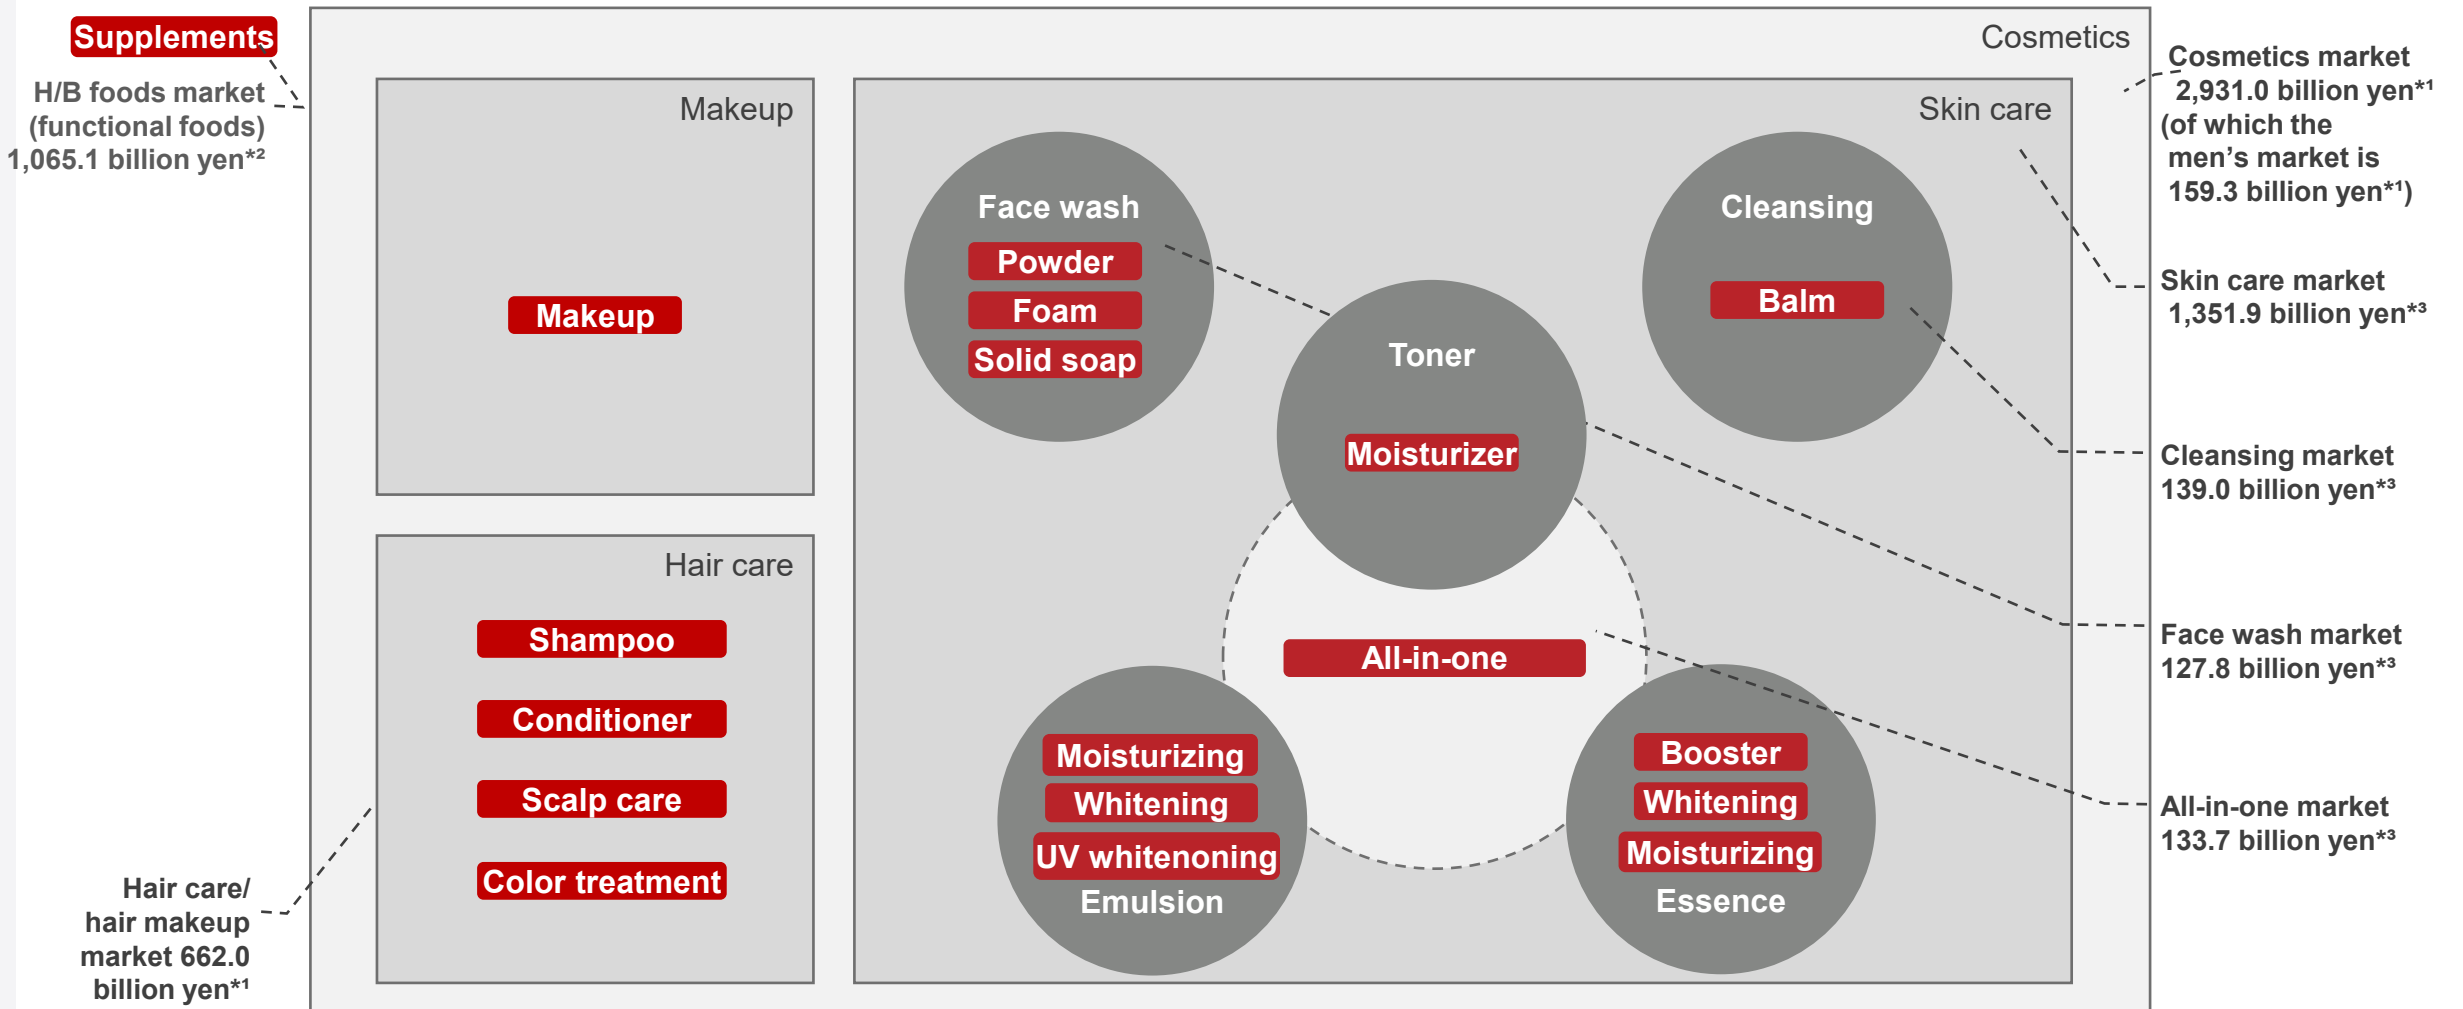 Supplements
H/B foods market
(functional foods)
1,065.1 billion yen*²
Cosmetics
Makeup
Makeup
Hair care
Shampoo
Conditioner
Scalp care
Color treatment
Hair care/
hair makeup
market 662.0
billion yen*¹
Skin care
Face wash
Powder
Foam
Solid soap
Cleansing
Balm
Toner
Moisturizer
All-in-one
Moisturizing
Whitening
UV whitenoning
Emulsion
Booster
Whitening
Moisturizing
Essence
Cosmetics market
2,931.0 billion yen*¹
(of which the
men’s market is
159.3 billion yen*¹)
Skin care market
1,351.9 billion yen*³
Cleansing market
139.0 billion yen*³
Face wash market
127.8 billion yen*³
All-in-one market
133.7 billion yen*³